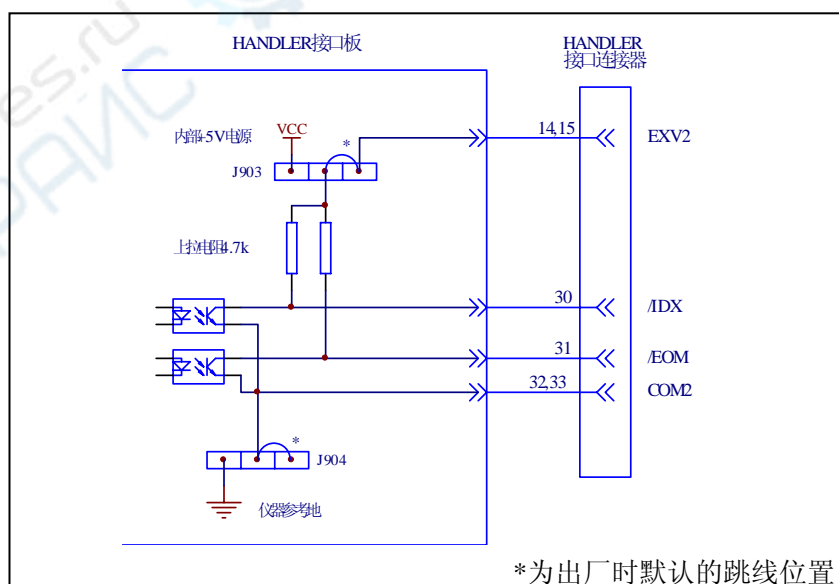 HANDLER接口板
HANDLER
接口连接器
内部+5V电源
VCC
*
14,15
EXV2
J903
上拉电阻4.7k
30
/IDX
31
/EOM
32,33
COM2
*
J904
仪器参考地
*为出厂时默认的跳线位置
es.ru
РАЙС